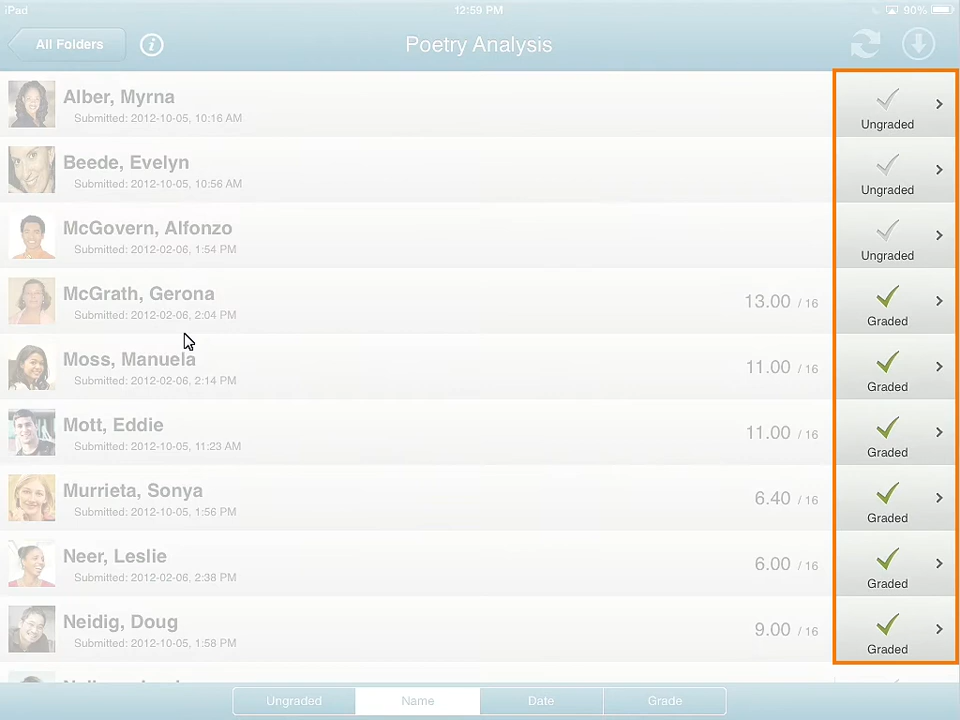 iPad 12:59 PM 90%
All Folders Poetry Analysis
Alber, Myrna
Submitted: 2012-10-05, 10:16 AM
Ungraded
Beede, Evelyn
Submitted: 2012-10-05, 10:56 AM
Ungraded
McGovern, Alfonzo
Submitted: 2012-02-06, 1:54 PM
Ungraded
McGrath, Gerona
Submitted: 2012-02-06, 2:04 PM
13.00 / 16
Graded
Moss, Manuela
Submitted: 2012-02-06, 2:14 PM
11.00 / 16
Graded
Mott, Eddie
Submitted: 2012-10-05, 11:23 AM
11.00 / 16
Graded
Murrieta, Sonya
Submitted: 2012-10-05, 1:56 PM
6.40 / 16
Graded
Neer, Leslie
Submitted: 2012-02-06, 2:38 PM
6.00 / 16
Graded
Neidig, Doug
Submitted: 2012-10-05, 1:58 PM
9.00 / 16
Graded
Ungraded Name Date Grade